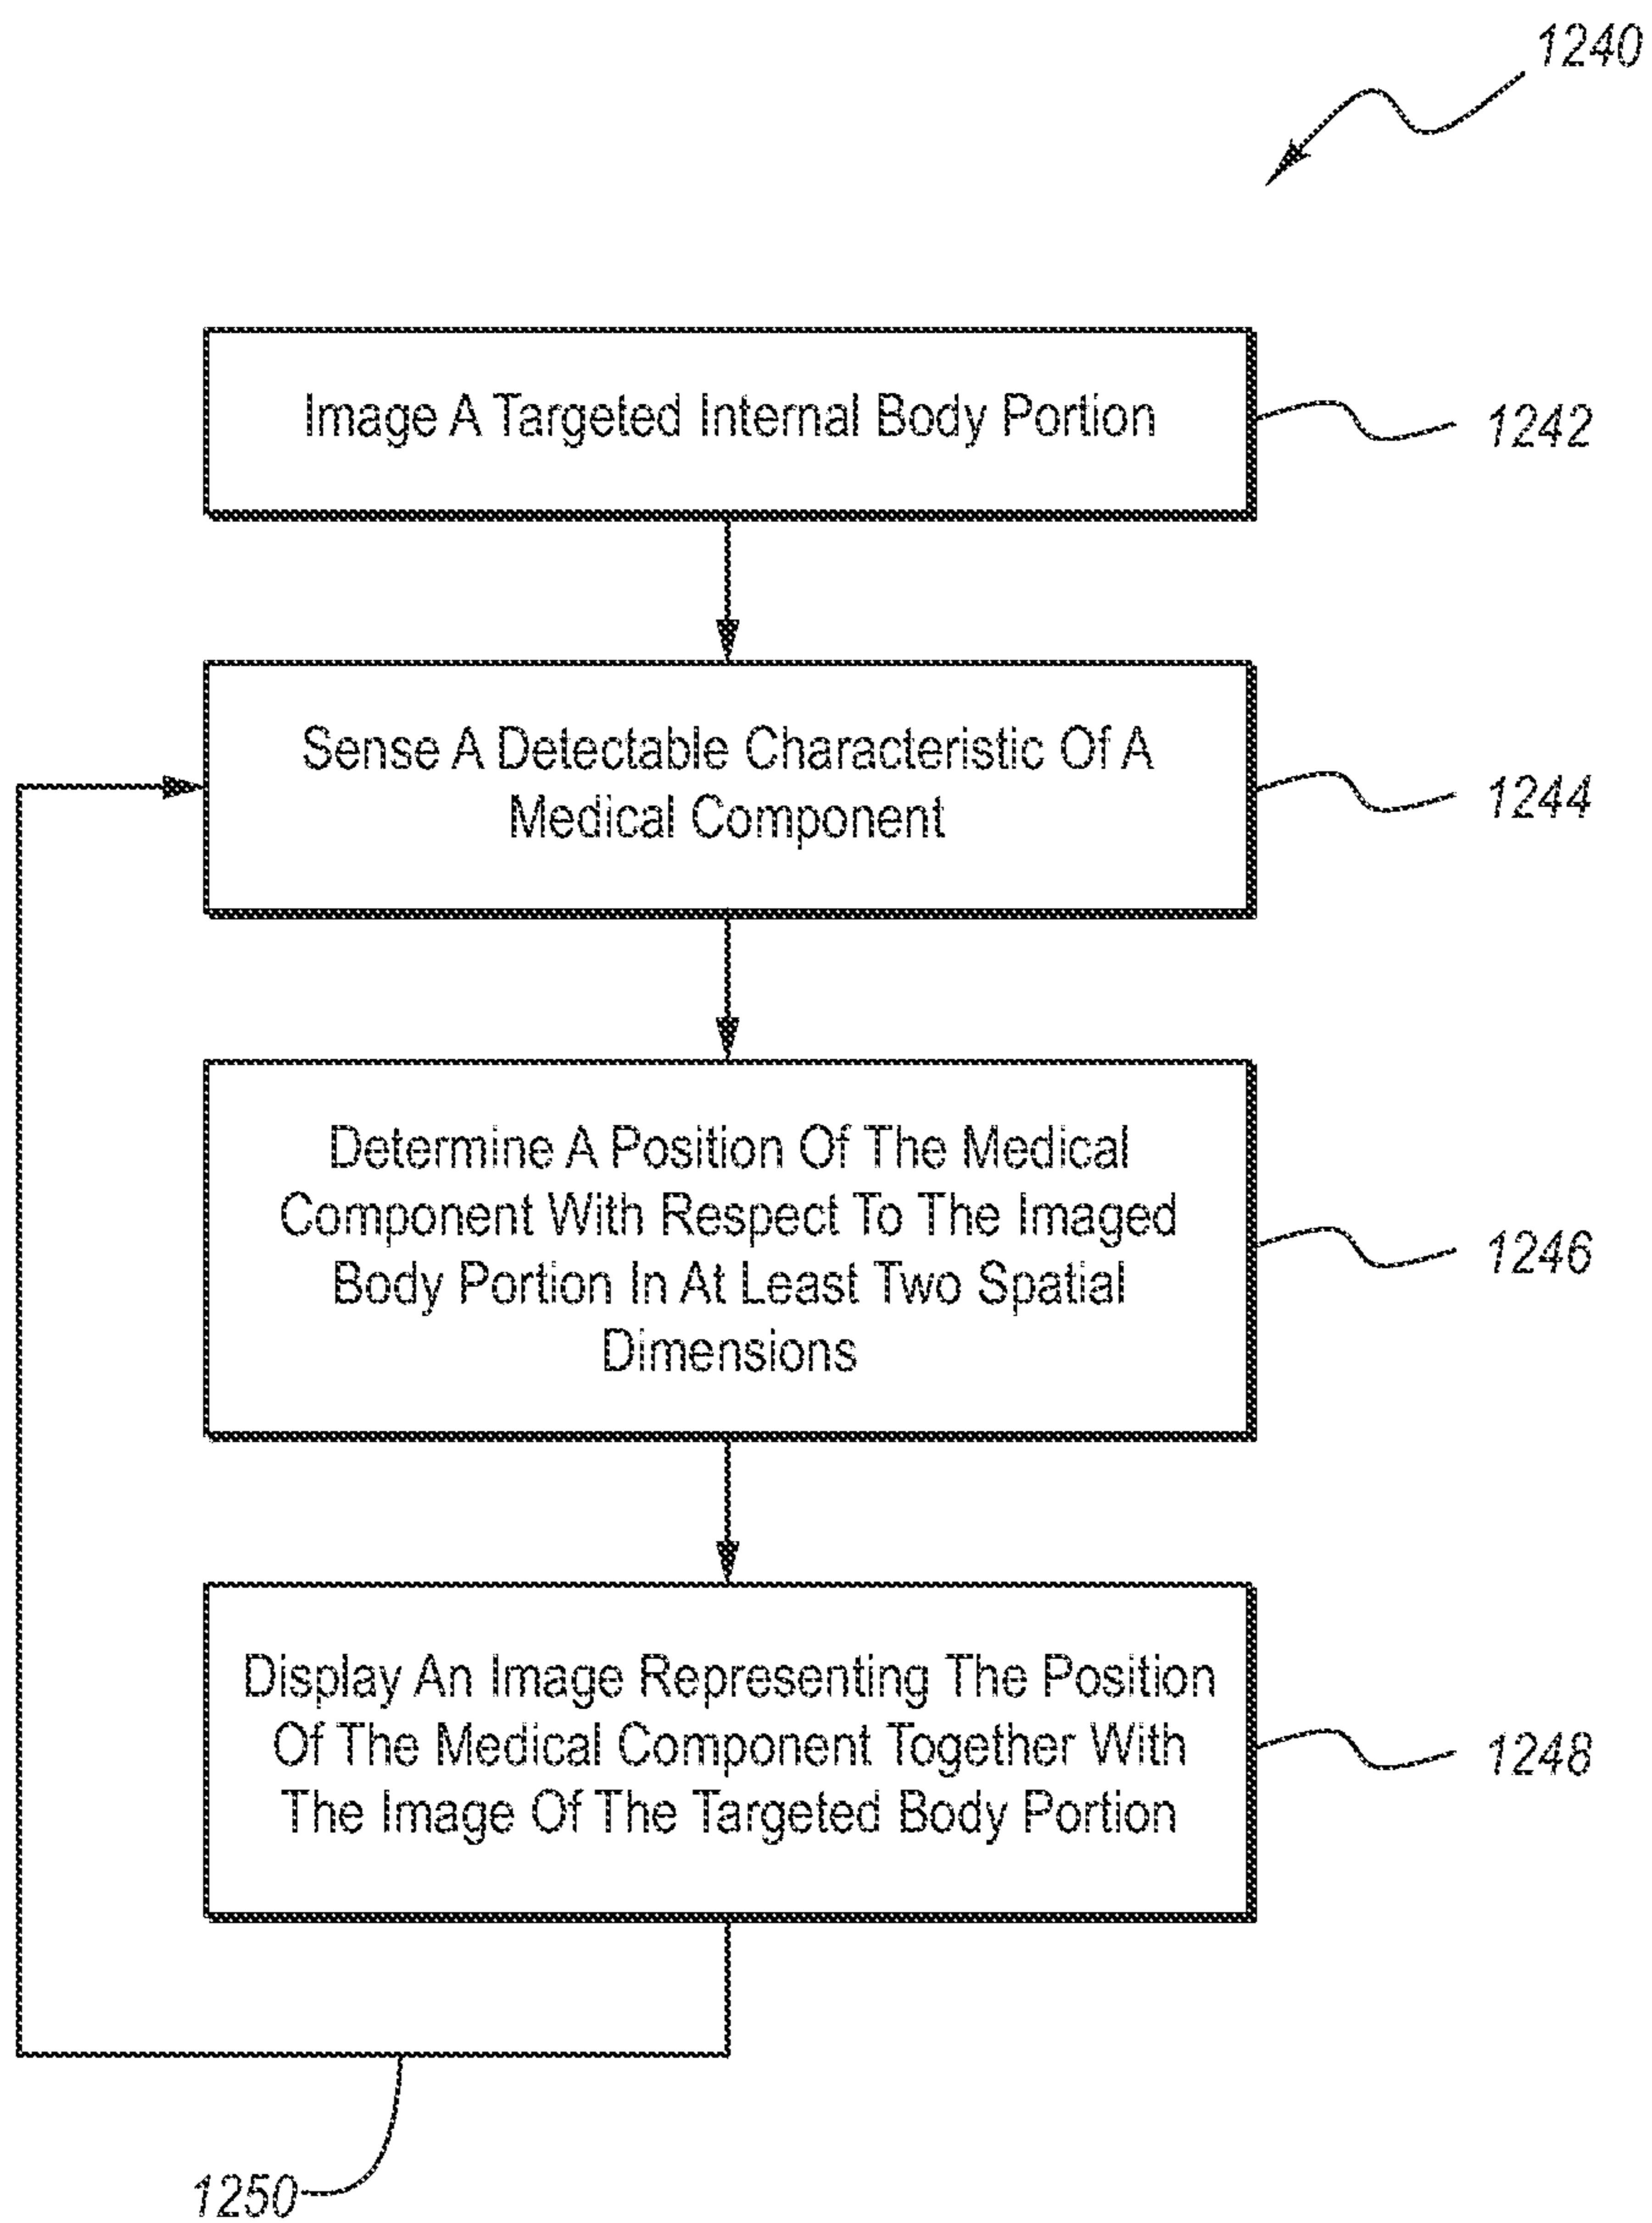 1240
Image A Targeted Internal Body Portion
1242
Sense A Detectable Characteristic Of A
Medical Component
1244
Determine A Position Of The Medical
Component With Respect To The Imaged
Body Portion In At Least Two Spatial
Dimensions
1246
Display An Image Representing The Position
Of The Medical Component Together With
The Image Of The Targeted Body Portion
1248
1250